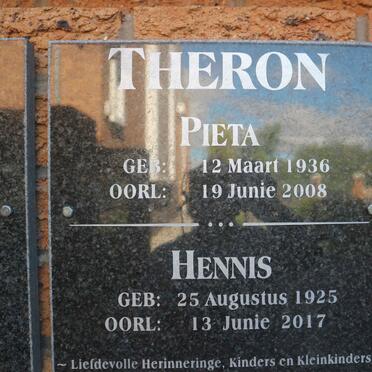 THERON
PIETA
GEB: 12 Maart 1936
OORL: 19 Junie 2008
HENNIS
GEB: 25 Augustus 1925
OORL: 13 Junie 2017
~ Liefdevolle Herinneringe, Kinders en Kleinkinders